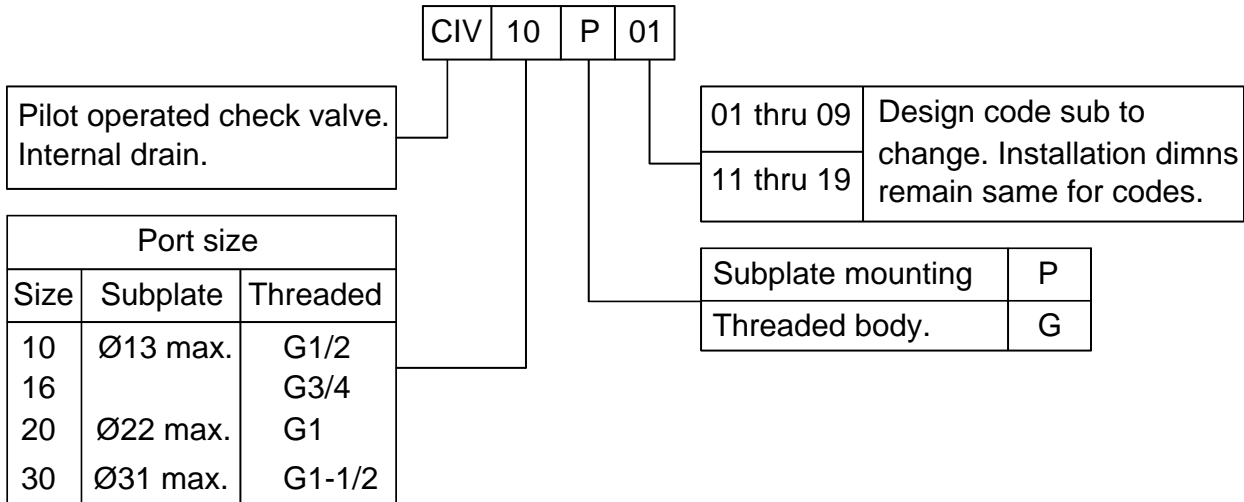 CIV 10 P 01
Pilot operated check valve.
Internal drain.
01 thru 09
11 thru 19
Design code sub to
change. Installation dimns
remain same for codes.
Port size
Size Subplate Threaded
10 Ø13 max. G1/2
16 G3/4
20 Ø22 max. G1
30 Ø31 max. G1-1/2
Subplate mounting P
Threaded body. G